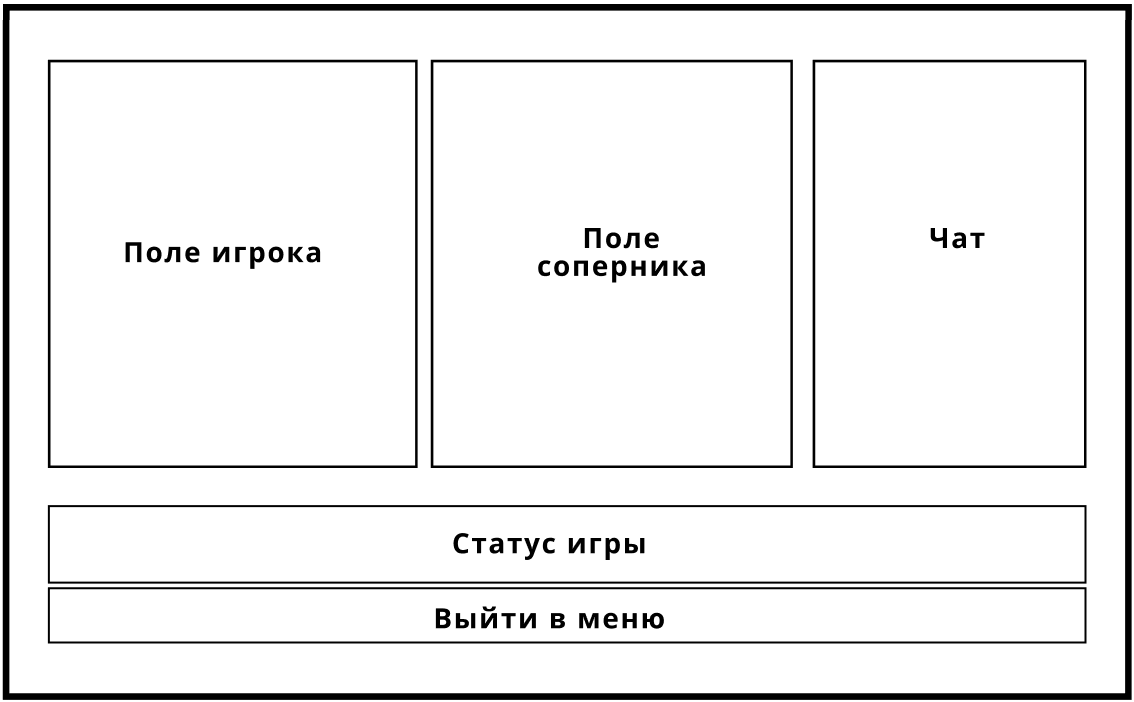 Поле игрока
Поле
соперника
Чат
Статус игры
Выйти в меню